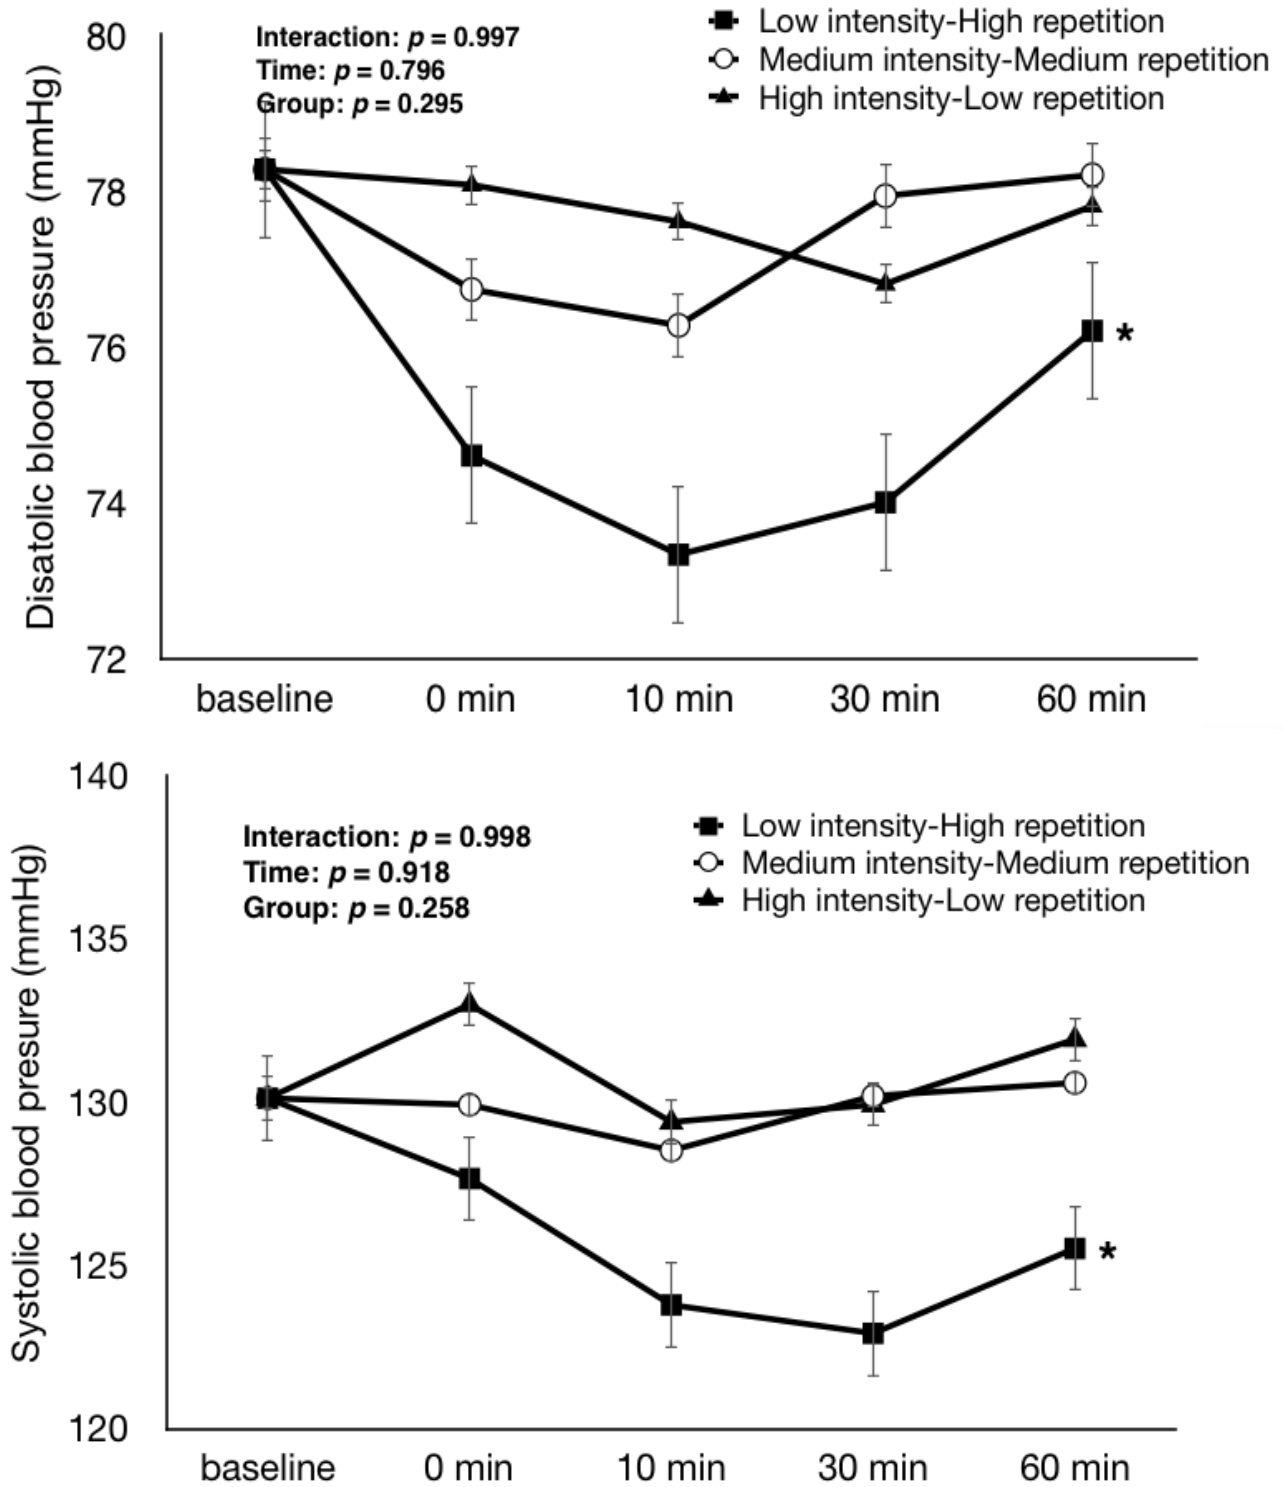 80
Interaction: p = 0.997
Time: p = 0.796
Group: p = 0.295
Low intensity-High repetition
Medium intensity-Medium repetition
High intensity-Low repetition
Disatolic blood pressure (mmHg)
78
76
*
74
72
baseline 0 min 10 min 30 min 60 min
140
Interaction: p = 0.998
Time: p = 0.918
Group: p = 0.258
Low intensity-High repetition
Medium intensity-Medium repetition
High intensity-Low repetition
Systolic blood presure (mmHg)
135
130
125
*
120
baseline 0 min 10 min 30 min 60 min